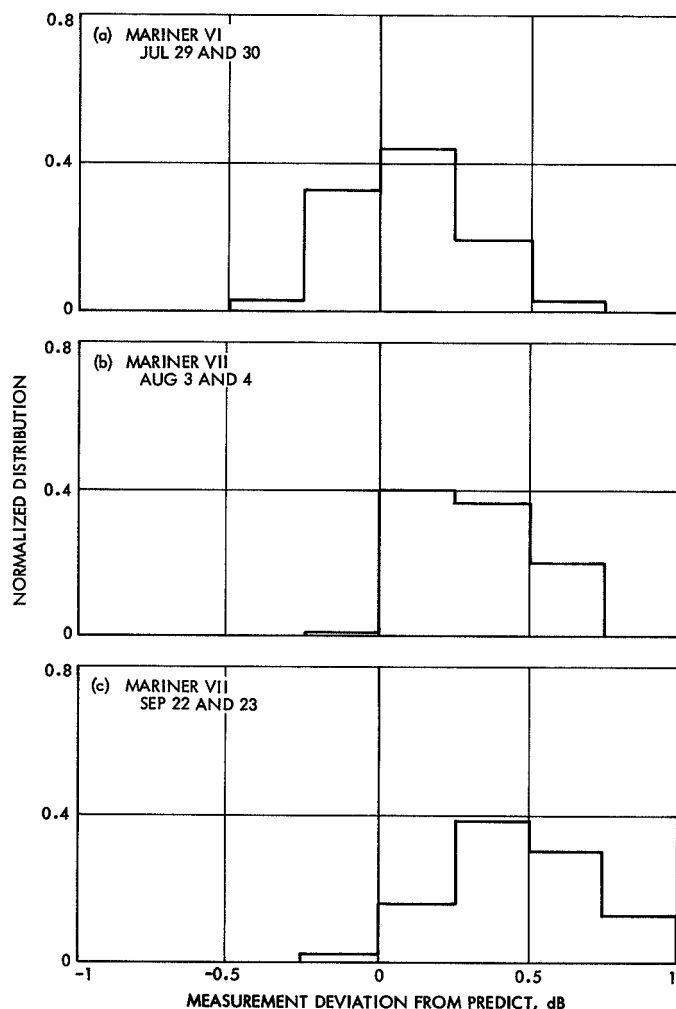 0.8
(a) MARINER VI
JUL 29 AND 30
0.4
0
0.8
(b) MARINER VII
AUG 3 AND 4
0.4
0
0.8
(c) MARINER VII
SEP 22 AND 23
0.4
0
NORMALIZED DISTRIBUTION
-1
-0.5
0
0.5
1
MEASUREMENT DEVIATION FROM PREDICT, dB